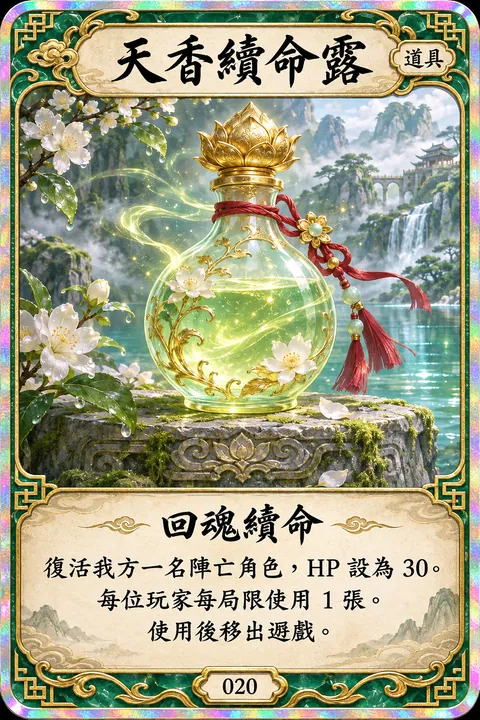 天香續命露
道具
回魂續命
復活我方一名陣亡角色，HP 設為 30。
每位玩家每局限使用 1 張。
使用後移出遊戲。
020